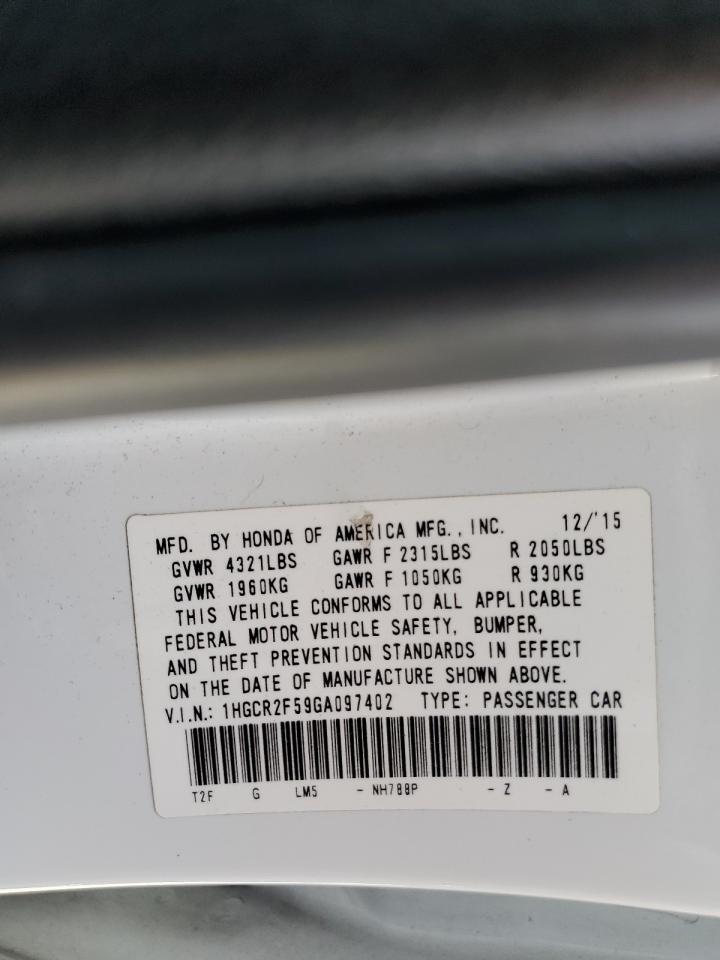 MFD. BY HONDA OF AMERICA MFG., INC. 12/'15
GVWR 4321LBS GAWR F 2315LBS R 2050LBS
GVWR 1960KG GAWR F 1050KG R 930KG
THIS VEHICLE CONFORMS TO ALL APPLICABLE
FEDERAL MOTOR VEHICLE SAFETY, BUMPER,
AND THEFT PREVENTION STANDARDS IN EFFECT
ON THE DATE OF MANUFACTURE SHOWN ABOVE.
V.I.N.: 1HGCR2F59GA097402 TYPE: PASSENGER CAR
T2F G LM5 - NH788P - Z - A